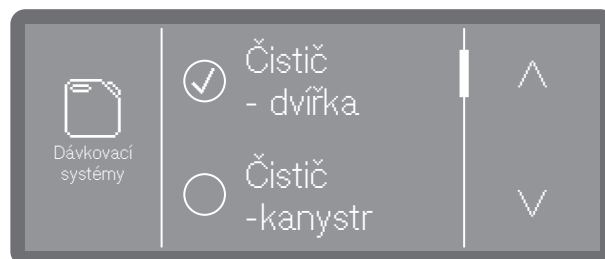 Dávkovací
systémy
Čistič
- dvířka
Čistič
-kanystr